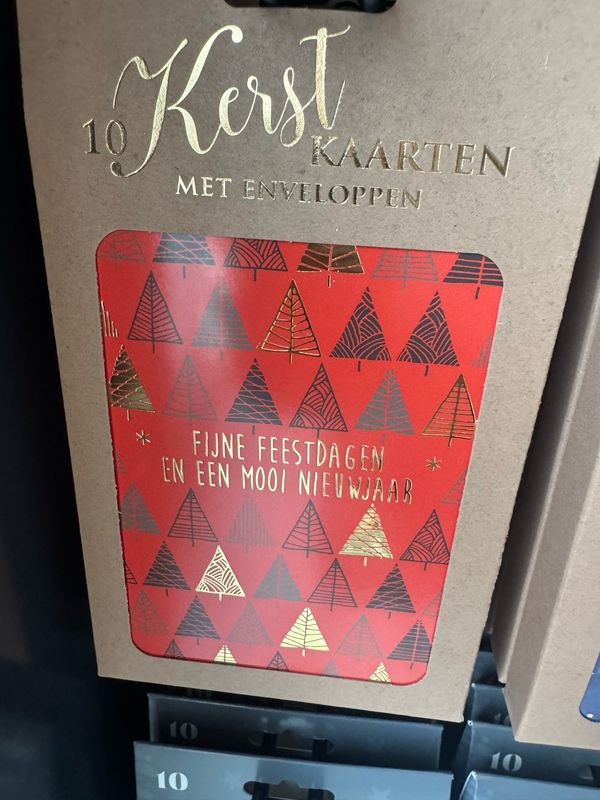 10 Kerst
KAARTEN
MET ENVELOPPEN
FIJNE FEESTDAGEN
EN EEN MOOI NIEUWJAAR
10
10
10